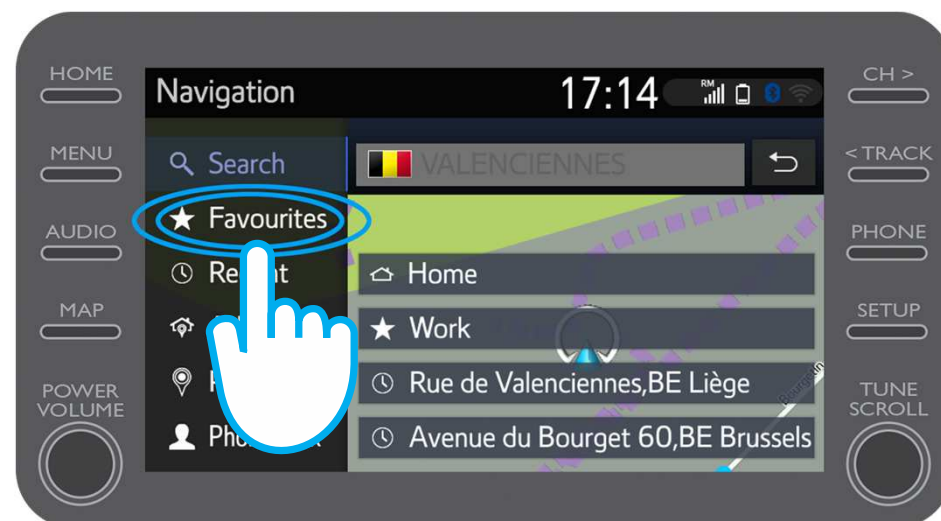 HOME
MENU
AUDIO
MAP
POWER
VOLUME
Navigation 17:14 RM
Search
VALENCIENNES
Favourites
Home
Work
Rue de Valenciennes,BE Liège
Avenue du Bourget 60,BE Brussels
CH >
< TRACK
PHONE
SETUP
TUNE
SCROLL